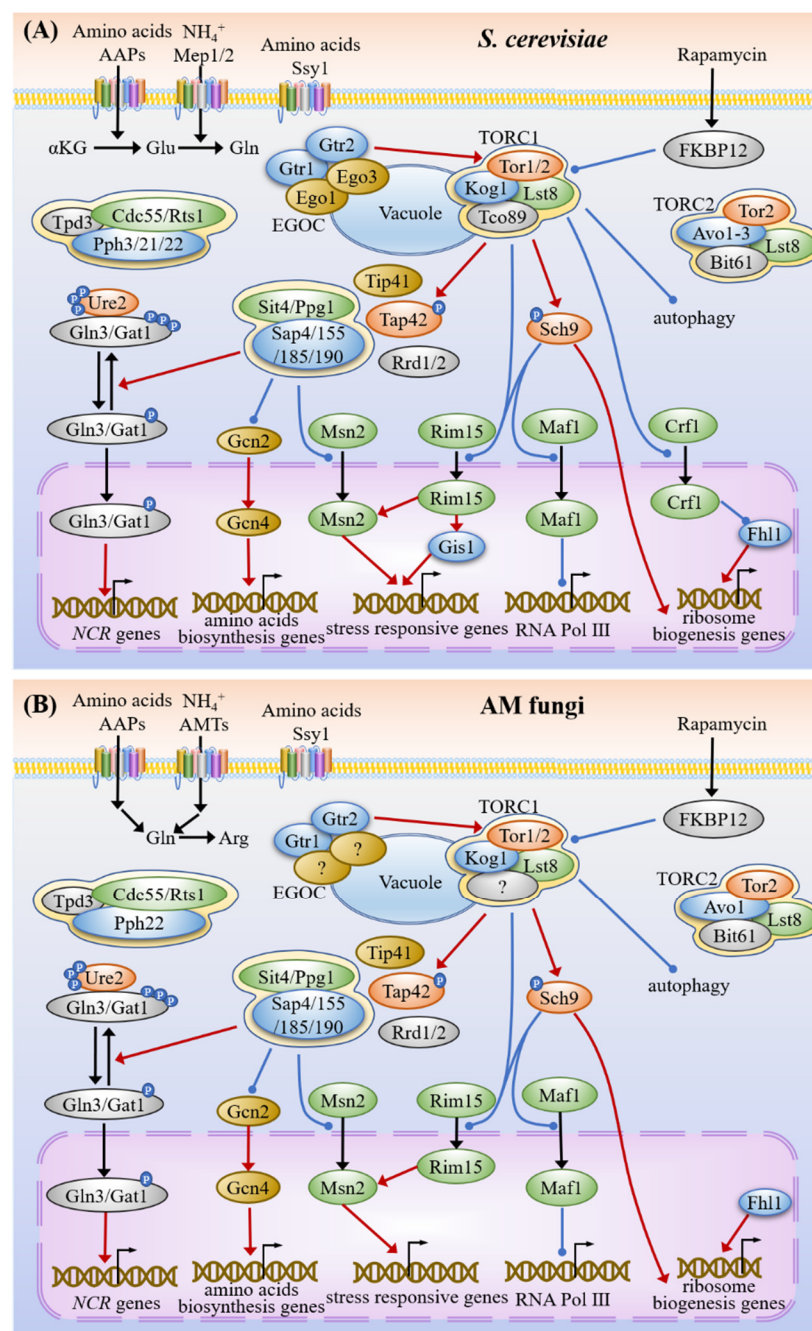 (A)
Amino acids
AAPs
NH₄⁺
Mep1/2
Amino acids
Ssy1
S. cerevisiae
Rapamycin
αKG
Glu
Gln
Gtr2
Gtr1
Ego3
Ego1
EGOC
Vacuole
TORC1
Tor1/2
Kog1
Lst8
Tco89
FKBP12
TORC2
Tor2
Avo1-3
Lst8
Bit61
Tpd3
Cdc55/Rts1
Pph3/21/22
autophagy
P
P
P
Ure2
P
P
P
Gln3/Gat1
Sit4/Ppg1
Sap4/155
/185/190
Tip41
Tap42
P
Rrd1/2
P
Sch9
Gln3/Gat1
P
Gcn2
Msn2
Rim15
Maf1
Crf1
Gln3/Gat1
P
Gcn4
Msn2
Rim15
Gis1
Maf1
Crf1
Fhl1
NCR genes
amino acids
biosynthesis genes
stress responsive genes
RNA Pol III
ribosome
biogenesis genes
(B)
Amino acids
AAPs
NH₄⁺
AMTs
Amino acids
Ssy1
AM fungi
Rapamycin
Gln
Arg
Gtr2
Gtr1
?
?
EGOC
Vacuole
TORC1
Tor1/2
Kog1
Lst8
?
FKBP12
TORC2
Tor2
Avo1
Lst8
Bit61
Tpd3
Cdc55/Rts1
Pph22
autophagy
P
P
P
Ure2
P
P
P
Gln3/Gat1
Sit4/Ppg1
Sap4/155
/185/190
Tip41
Tap42
P
Rrd1/2
P
Sch9
Gln3/Gat1
P
Gcn2
Msn2
Rim15
Maf1
Gln3/Gat1
P
Gcn4
Msn2
Rim15
Maf1
Fhl1
NCR genes
amino acids
biosynthesis genes
stress responsive genes
RNA Pol III
ribosome
biogenesis genes